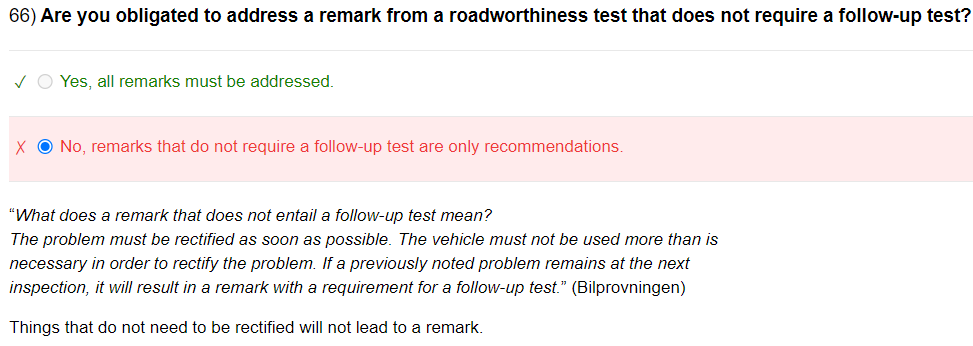 66) Are you obligated to address a remark from a roadworthiness test that does not require a follow-up test?
✓ Yes, all remarks must be addressed.
X No, remarks that do not require a follow-up test are only recommendations.
“What does a remark that does not entail a follow-up test mean?
The problem must be rectified as soon as possible. The vehicle must not be used more than is
necessary in order to rectify the problem. If a previously noted problem remains at the next
inspection, it will result in a remark with a requirement for a follow-up test.” (Bilprovningen)
Things that do not need to be rectified will not lead to a remark.